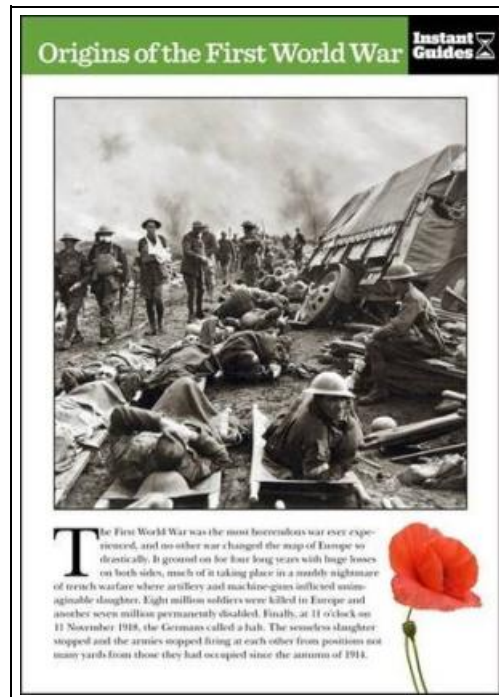 Origins of the First World War
Instant
Guides
The First World War was the most horrendous war ever expe-
rienced, and no other war changed the map of Europe so
drastically. It ground on for four long years with huge losses
on both sides, much of it taking place in a muddy nightmare
of trench warfare where artillery and machine-guns inflicted unim-
aginable slaughter. Eight million soldiers were killed in Europe and
another seven million permanently disabled. Finally, at 11 o'clock on
11 November 1918, the Germans called a halt. The senseless slaughter
stopped and the armies stopped firing at each other from positions not
many yards from those they had occupied since the autumn of 1914.